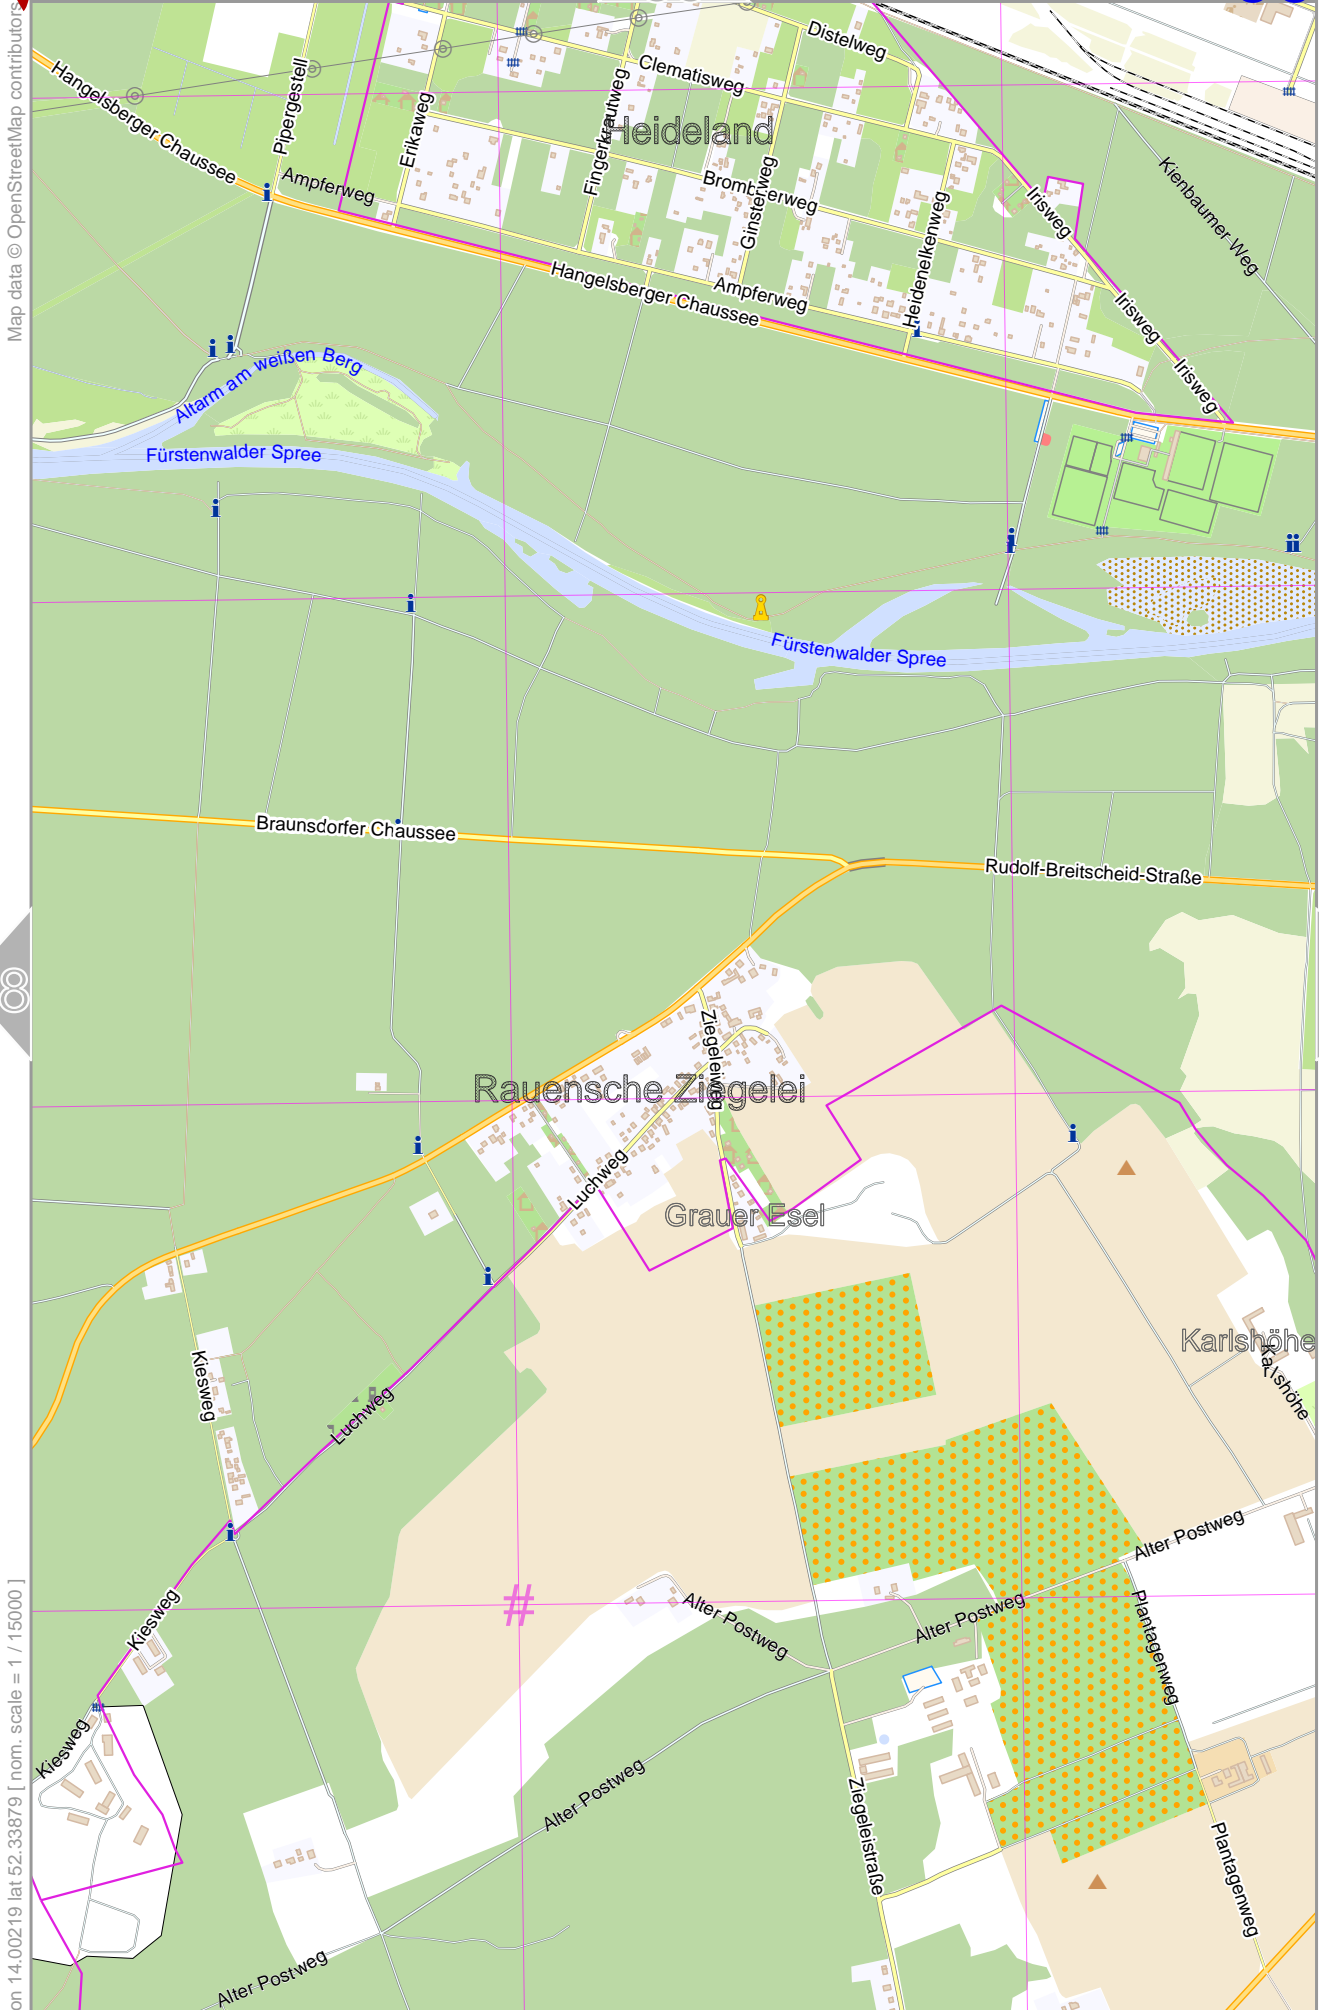 Map data © OpenStreetMap contributors
Distelweg
Hangelsberger Chaussee
Pipergestell
Clematisweg
Heideland
Erikaweg
Fingerkrautweg
Ampferweg
Ginsterweg
Irisweg
Kienbaumer Weg
Heidenelkenweg
Hangelsberger Chaussee
Ampferweg
Irisweg
Irisweg
Altarm am weißen Berg
Fürstenwalder Spree
Fürstenwalder Spree
Braunsdorfer Chaussee
Rudolf-Breitscheid-Straße
8
Ziegeleiweg
Rauensche Ziegelei
Luchweg
Grauer Esel
Karlshöhe
Karlshöhe
Kiesweg
Luchweg
Alter Postweg
#
Kiesweg
Alter Postweg
Alter Postweg
Plantagenweg
Kiesweg
Alter Postweg
Ziegeleistraße
Plantagenweg
Alter Postweg
on 14.00219 lat 52.33879 [ nom. scale = 1 / 15000 ]